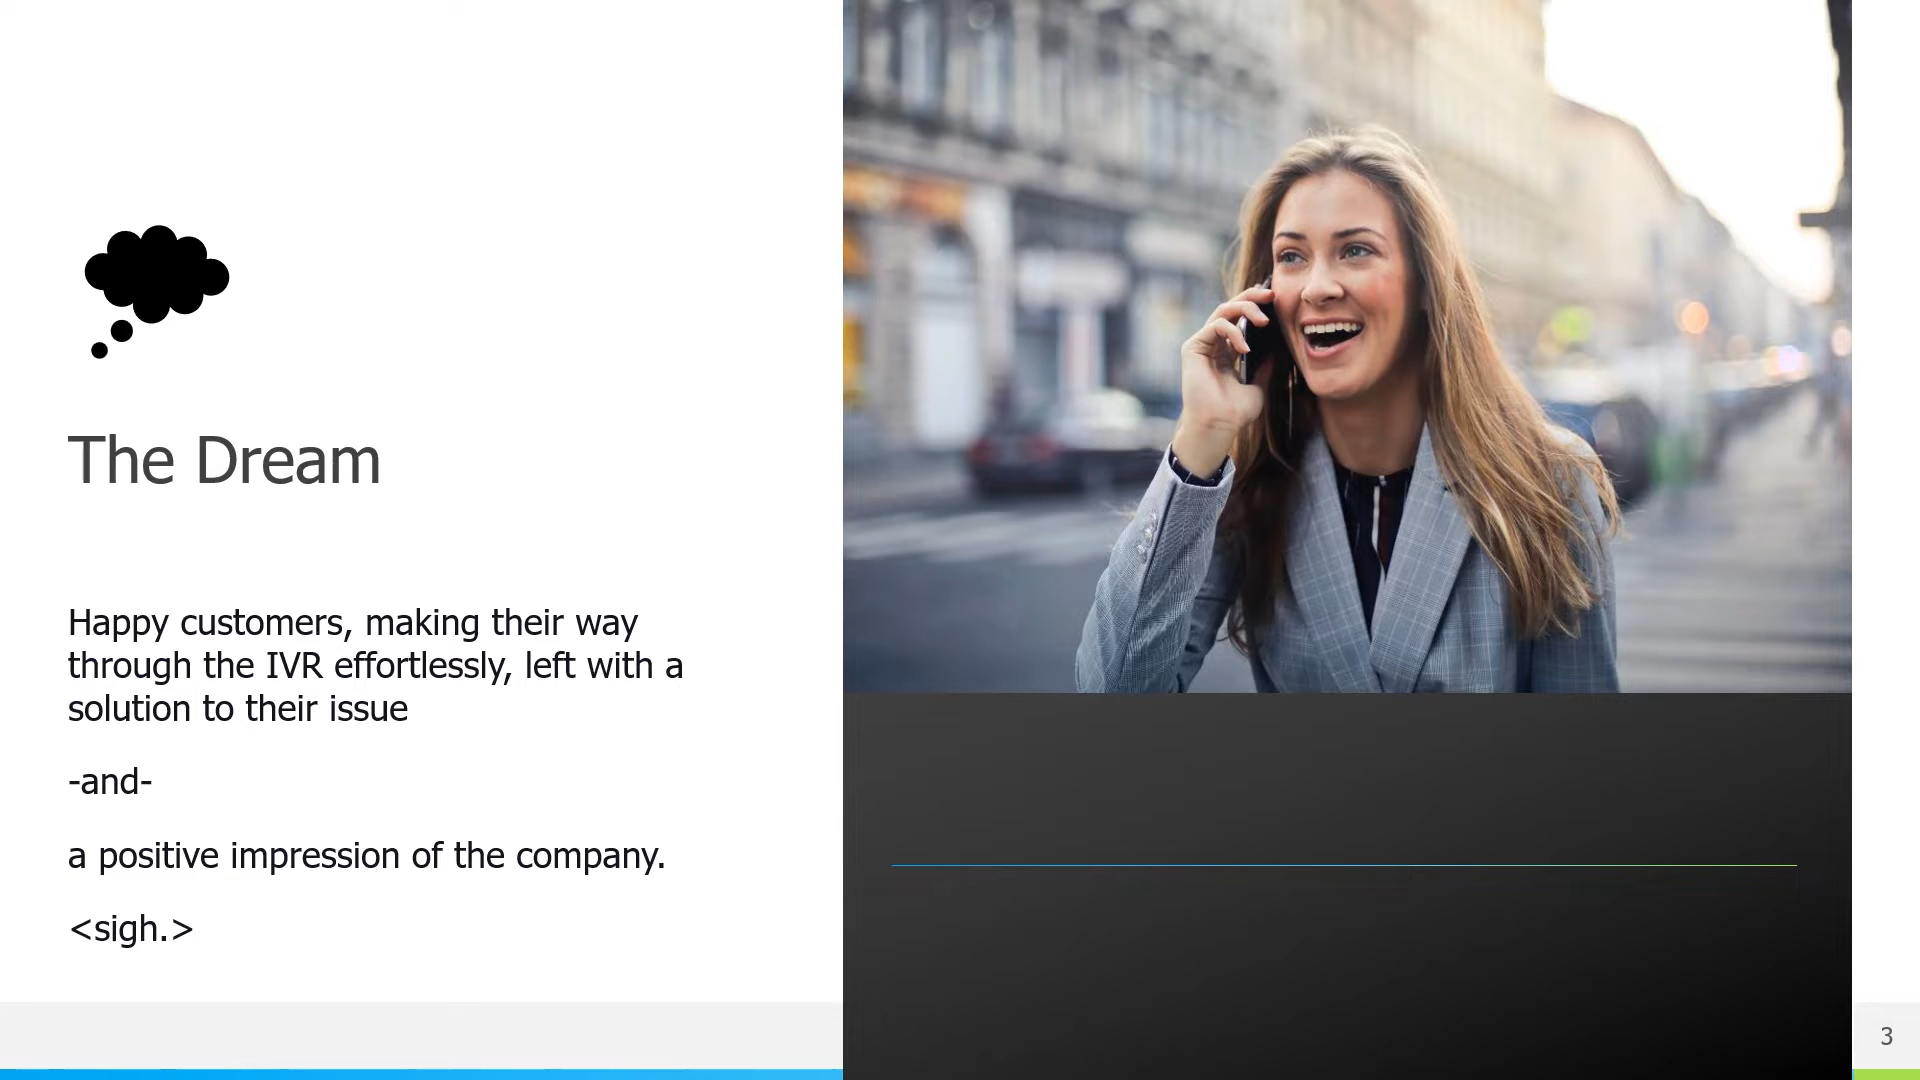 The Dream
Happy customers, making their way
through the IVR effortlessly, left with a
solution to their issue
-and-
a positive impression of the company.
<sigh.>
3